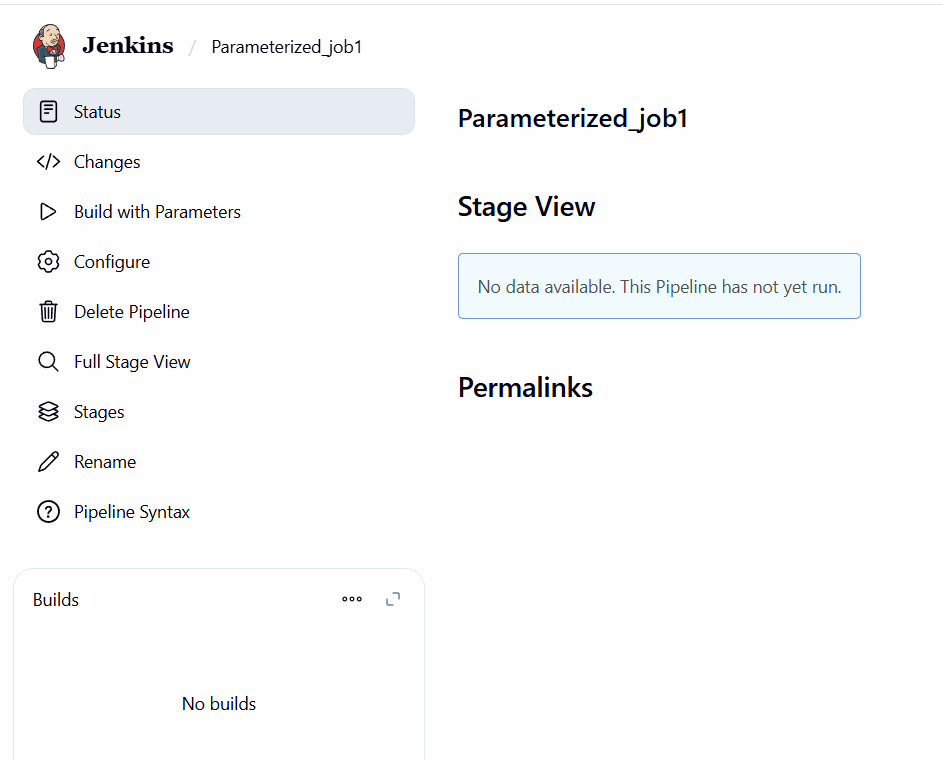 Jenkins / Parameterized_job1
Status
Changes
Build with Parameters
Configure
Delete Pipeline
Full Stage View
Stages
Rename
Pipeline Syntax
Builds
No builds
Parameterized_job1
Stage View
No data available. This Pipeline has not yet run.
Permalinks